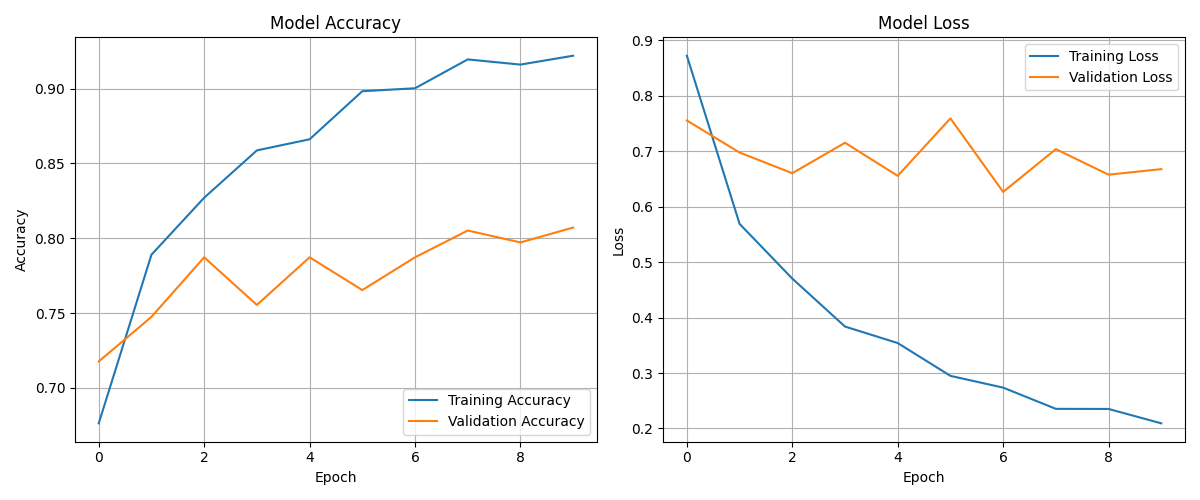 Model Accuracy
Accuracy
0.90
0.85
0.80
0.75
0.70
0 2 4 6 8
Epoch
Training Accuracy
Validation Accuracy
Model Loss
Loss
0.9
0.8
0.7
0.6
0.5
0.4
0.3
0.2
0 2 4 6 8
Epoch
Training Loss
Validation Loss